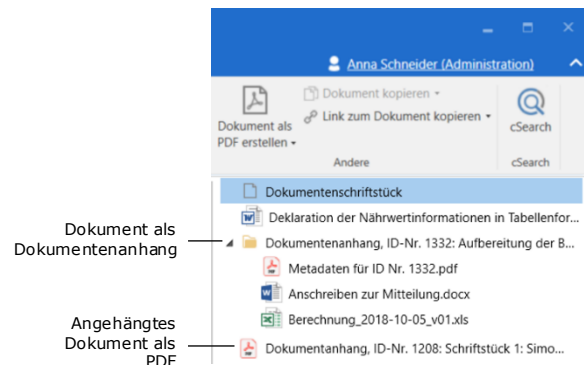 Anna Schneider (Administration)
Dokument als
PDF erstellen
Dokument kopieren
Link zum Dokument kopieren
cSearch
Andere
cSearch
Dokumentenschriftstück
Deklaration der Nährwertinformationen in Tabellenfor...
Dokument als
Dokumentenanhang
Dokumentenanhang, ID-Nr. 1332: Aufbereitung der B...
Metadaten für ID Nr. 1332.pdf
Anschreiben zur Mitteilung.docx
Berechnung_2018-10-05_v01.xls
Angehängtes
Dokument als
PDF
Dokumentanhang, ID-Nr. 1208: Schriftstück 1: Simo...